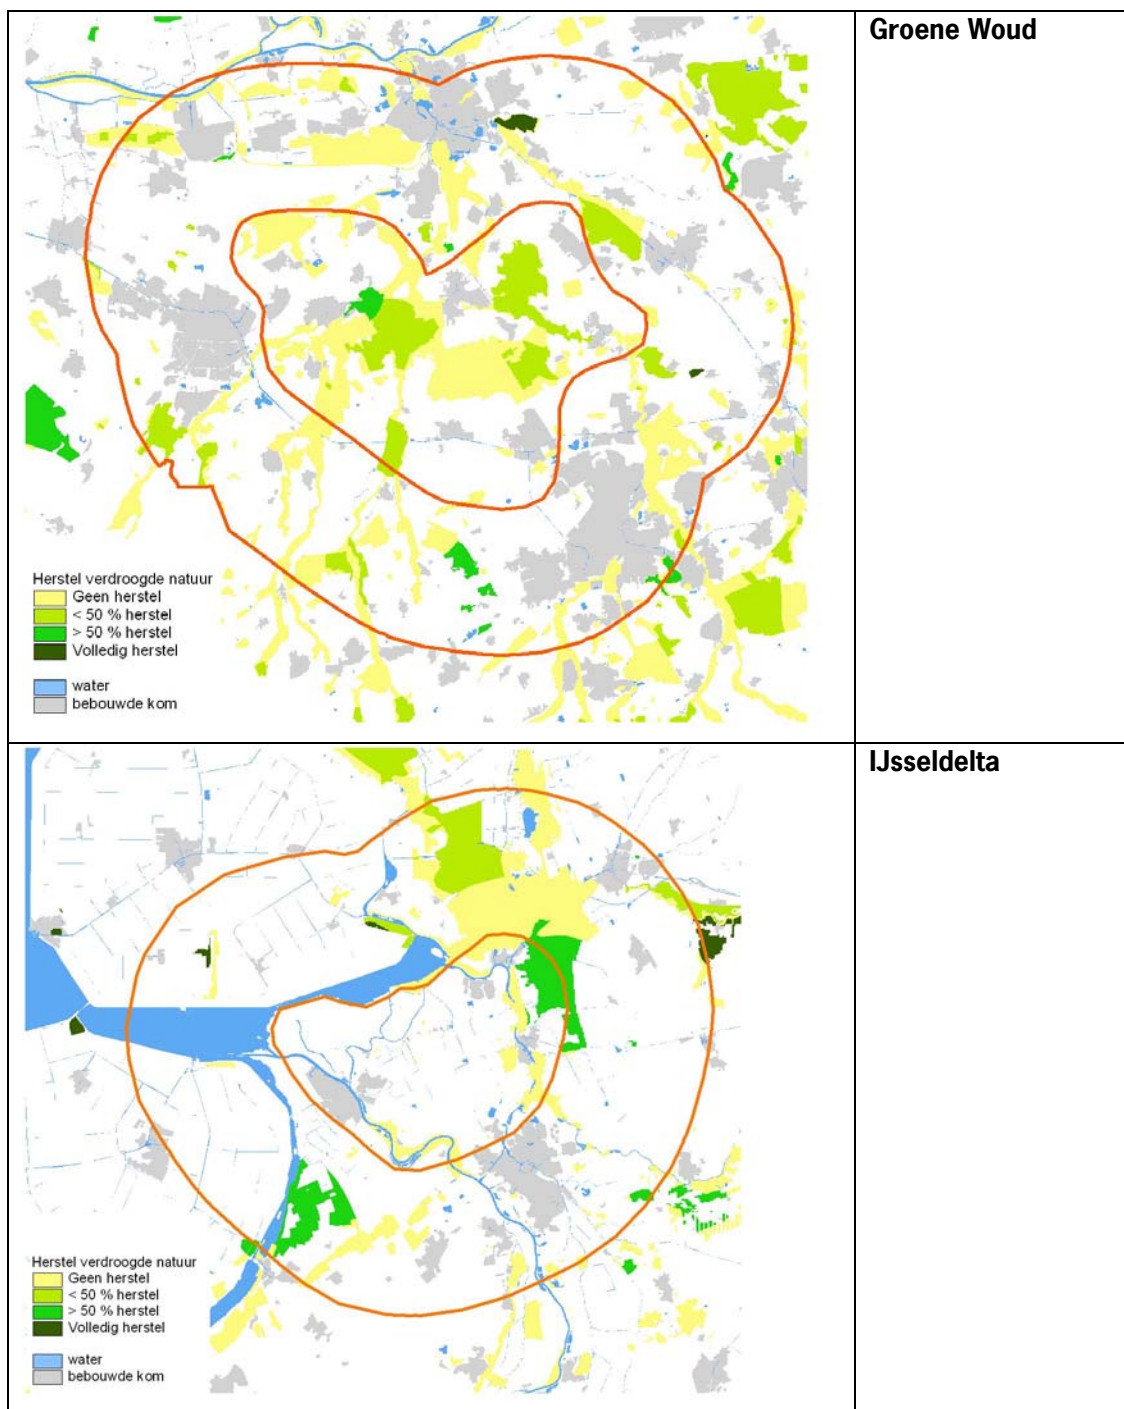 Groene Woud
Herstel verdroogde natuur
Geen herstel
< 50 % herstel
> 50 % herstel
Volledig herstel
water
bebouwde kom
IJsseldelta
Herstel verdroogde natuur
Geen herstel
< 50 % herstel
> 50 % herstel
Volledig herstel
water
bebouwde kom